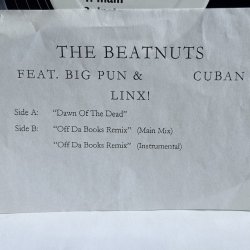 THE BEATNUTS
FEAT. BIG PUN & CUBAN
LINX!
Side A: "Dawn Of The Dead"
Side B: "Off Da Books Remix" (Main Mix)
"Off Da Books Remix" (Instrumental)